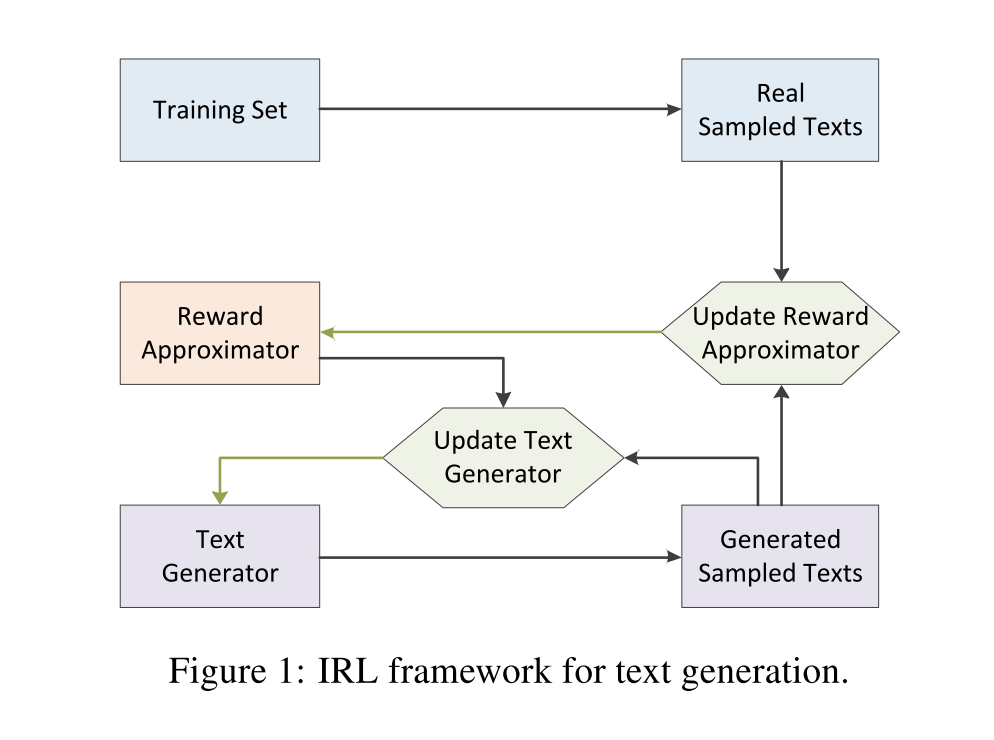 Training Set
Real
Sampled Texts
Reward
Approximator
Update Reward
Approximator
Update Text
Generator
Text
Generator
Generated
Sampled Texts
Figure 1: IRL framework for text generation.